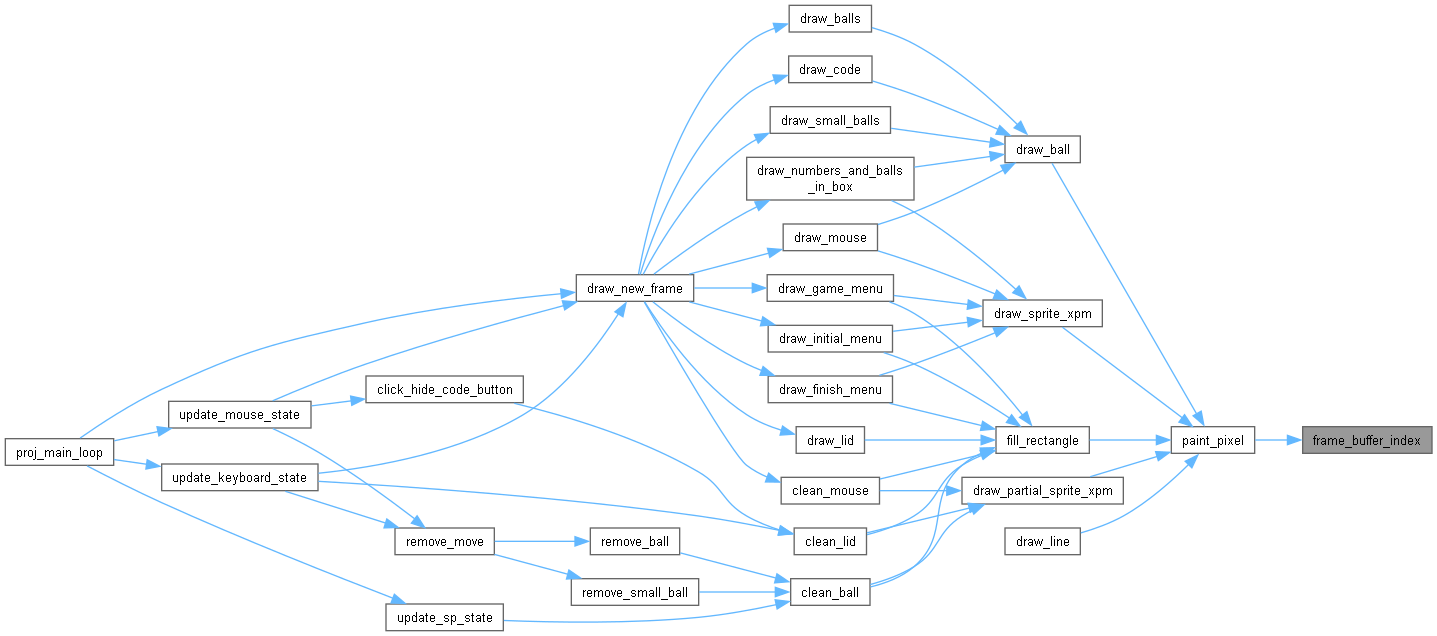 draw_balls
draw_code
draw_small_balls
draw_ball
draw_numbers_and_balls
_in_box
draw_mouse
draw_new_frame
draw_game_menu
draw_sprite_xpm
draw_initial_menu
click_hide_code_button
draw_finish_menu
update_mouse_state
draw_lid
fill_rectangle
paint_pixel
frame_buffer_index
proj_main_loop
update_keyboard_state
clean_mouse
draw_partial_sprite_xpm
remove_move
remove_ball
clean_lid
draw_line
remove_small_ball
clean_ball
update_sp_state